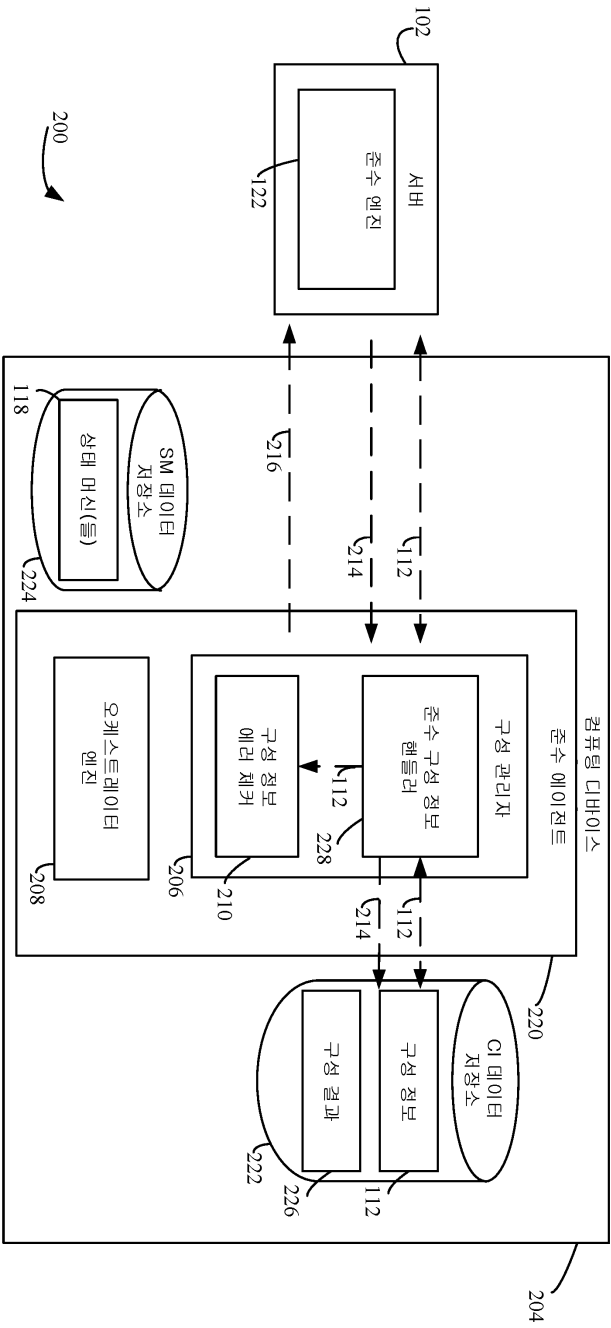 102
서버
준수 엔진
122
200
컴퓨팅 디바이스
204
준수 에이전트
220
구성 관리자
준수 구성 정보
핸들러
228
112
구성 정보
에러 체커
210
206
오케스트레이터
엔진
208
112
214
216
112
214
SM 데이터
저장소
118
상태 머신(들)
224
CI 데이터
저장소
구성 정보
112
구성 결과
226
222